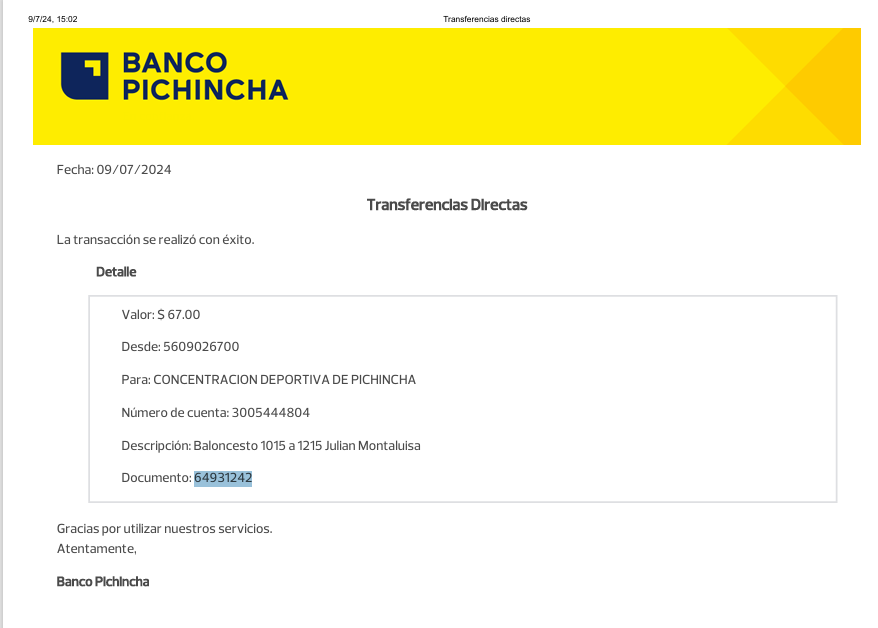 9/7/24, 15:02 Transferencias directas
BANCO
PICHINCHA
Fecha: 09/07/2024
Transferencias Directas
La transacción se realizó con éxito.
Detalle
Valor: $ 67.00
Desde: 5609026700
Para: CONCENTRACION DEPORTIVA DE PICHINCHA
Número de cuenta: 3005444804
Descripción: Baloncesto 1015 a 1215 Julian Montaluisa
Documento: 64931242
Gracias por utilizar nuestros servicios.
Atentamente,
Banco Pichincha